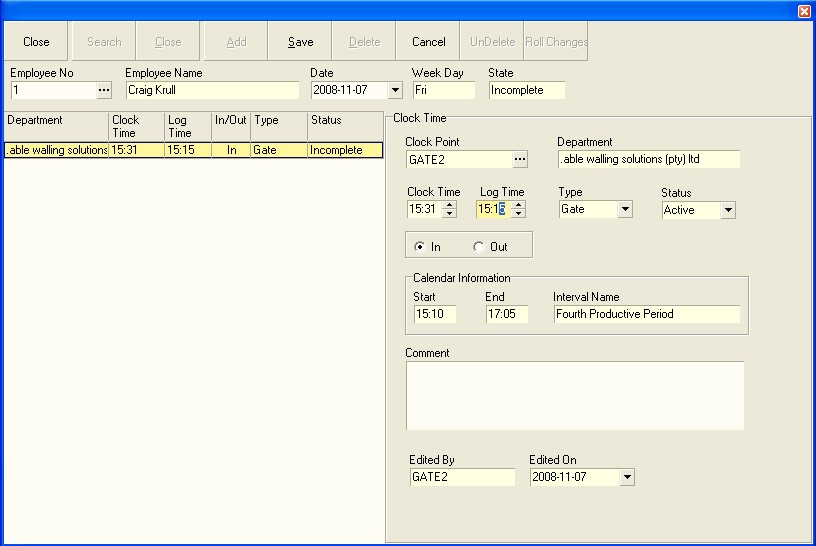 Close Search Close Add Save Delete Cancel UnDelete Roll Changes
Employee No Employee Name Date Week Day State
1 ... Craig Krull 2008-11-07 Fri Incomplete
Department Clock Time Log Time In/Out Type Status
.able walling solutions 15:31 15:15 In Gate Incomplete
Clock Time
Clock Point Department
GATE2 ... .able walling solutions (pty) ltd
Clock Time Log Time Type Status
15:31 15:15 Gate Active
In Out
Calendar Information
Start End Interval Name
15:10 17:05 Fourth Productive Period
Comment
Edited By Edited On
GATE2 2008-11-07